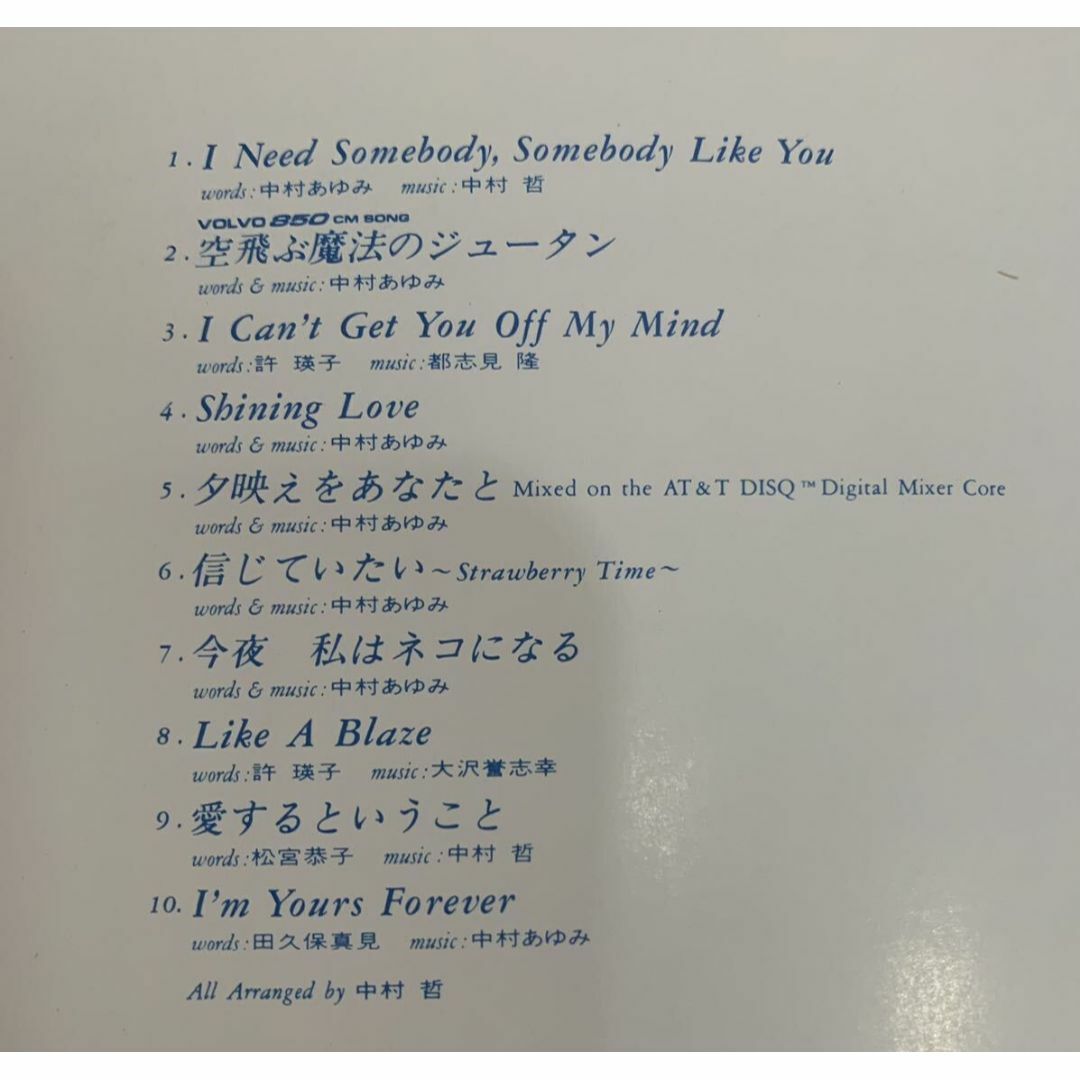 1. I Need Somebody, Somebody Like You
words:中村あゆみ music:中村 哲
VOLVO 850 CM SONG
2. 空飛ぶ魔法のジュータン
words & music:中村あゆみ
3. I Can't Get You Off My Mind
words:許 瑛子 music:都志見 隆
4. Shining Love
words & music:中村あゆみ
5. 夕映えをあなたと Mixed on the AT&T DISQ™ Digital Mixer Core
words & music:中村あゆみ
6. 信じていたい～Strawberry Time～
words & music:中村あゆみ
7. 今夜 私はネコになる
words & music:中村あゆみ
8. Like A Blaze
words:許 瑛子 music:大沢誉志幸
9. 愛するということ
words:松宮恭子 music:中村 哲
10. I'm Yours Forever
words:田久保真見 music:中村あゆみ
All Arranged by 中村 哲